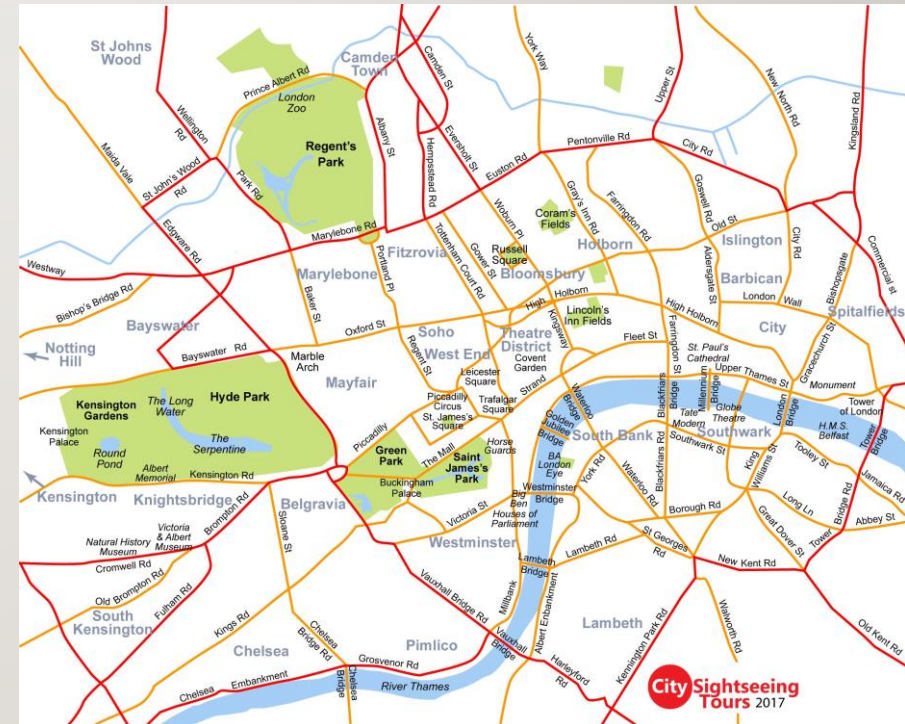 St Johns
Wood
Camden
Town
Prince Albert Rd
London
Zoo
Regent's
Park
Wellington
Rd
St John's Wood
Rd
Park Rd
Maida Vale
Edgware Rd
Albany St
Camden St
Hempsstead Rd
Eversholt St
York Way
Upper St
New North Rd
Kingsland Rd
Pentonville Rd
City Rd
Euston Rd
Woburn Pl
Gray's Inn Rd
Farringdon Rd
Goswell Rd
Old St
City Rd
Coram's
Fields
Marylebone Rd
Tottenham Court Rd
Gower St
Russell
Square
Holborn
Islington
Aldersgate St
Barbican
Bishopsgate
Commercial st
Westway
Bishop's Bridge Rd
Marylebone
Fitzrovia
Bloomsbury
Portland Pl
Baker St
High Holborn
Kingsway
Lincoln's
Inn Fields
High Holborn
London Wall
Spitalfields
Bayswater
Notting
Hill
Bayswater Rd
Oxford St
Marble
Arch
Soho
West End
Regent St
Theatre
District
Covent
Garden
Leicester
Square
Fleet St
Farringdon St
City
St. Paul's
Cathedral
Gracechurch St
Mayfair
Kensington
Gardens
The Long
Water
Hyde Park
Kensington
Palace
Round
Pond
The
Serpentine
Albert
Memorial
Kensington Rd
Piccadilly
Piccadilly
Circus
St. James's
Square
Trafalgar
Square
Strand
Waterloo
Bridge
Golden
Jubilee
Bridge
Blackfriars
Bridge
Millennium
Bridge
Upper Thames St
Monument
Tower
of London
London
Bridge
Tower
Bridge
Tate
Modern
Globe
Theatre
H.M.S.
Belfast
Southwark
Southwark St
South Bank
Green
Park
The Mall
Saint
James's
Park
Horse
Guards
Buckingham
Palace
BA
London
Eye
Big
Ben
Houses of
Parliament
Westminster
Bridge
York Rd
Waterloo Rd
Blackfriars Rd
King
Williams St
Tooley St
Jamaica Rd
Long Ln
Abbey St
Tower
Bridge Rd
Borough Rd
Great Dover St
Kensington
Knightsbridge
Belgravia
Victoria St
Westminster
Victoria
& Albert
Museum
Natural History
Museum
Brompton Rd
Sloane St
Cromwell Rd
Old Brompton Rd
Fulham Rd
South
Kensington
Kings Rd
Chelsea
Chelsea
Bridge Rd
Chelsea
Bridge
Pimlico
Grosvenor Rd
Chelsea Embankment
River Thames
Vauxhall Bridge Rd
Millbank
Lambeth
Bridge
Lambeth Rd
St Georges
Rd
New Kent Rd
Albert Embankment
Vauxhall
Bridge
Harleyford
Rd
Lambeth
Kennington Park Rd
Walworth Rd
Old Kent Rd
City Sightseeing
Tours 2017